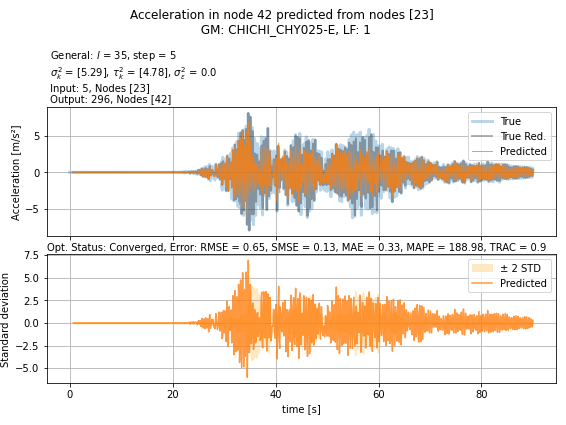 Acceleration in node 42 predicted from nodes [23]
GM: CHICHI_CHY025-E, LF: 1
General: l = 35, step = 5
σ²ₖ = [5.29], τ²ₖ = [4.78], σ²ε = 0.0
Input: 5, Nodes [23]
Output: 296, Nodes [42]
Acceleration [m/s²]
5
0
−5
True
True Red.
Predicted
Opt. Status: Converged, Error: RMSE = 0.65, SMSE = 0.13, MAE = 0.33, MAPE = 188.98, TRAC = 0.9
Standard deviation
7.5
5.0
2.5
0.0
−2.5
−5.0
± 2 STD
Predicted
0 20 40 60 80
time [s]